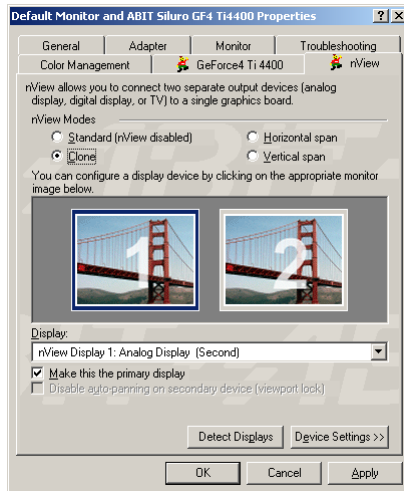 Default Monitor and ABIT Siluro GF4 Ti4400 Properties
General Adapter Monitor Troubleshooting
Color Management GeForce4 Ti 4400 nView
nView allows you to connect two separate output devices (analog
display, digital display, or TV) to a single graphics board.
nView Modes
Standard (nView disabled) Horizontal span
Clone Vertical span
You can configure a display device by clicking on the appropriate monitor
image below.
1 2
Display:
nView Display 1: Analog Display (Second)
Make this the primary display
Disable auto-panning on secondary device (viewport lock)
Detect Displays Device Settings >>
OK Cancel Apply